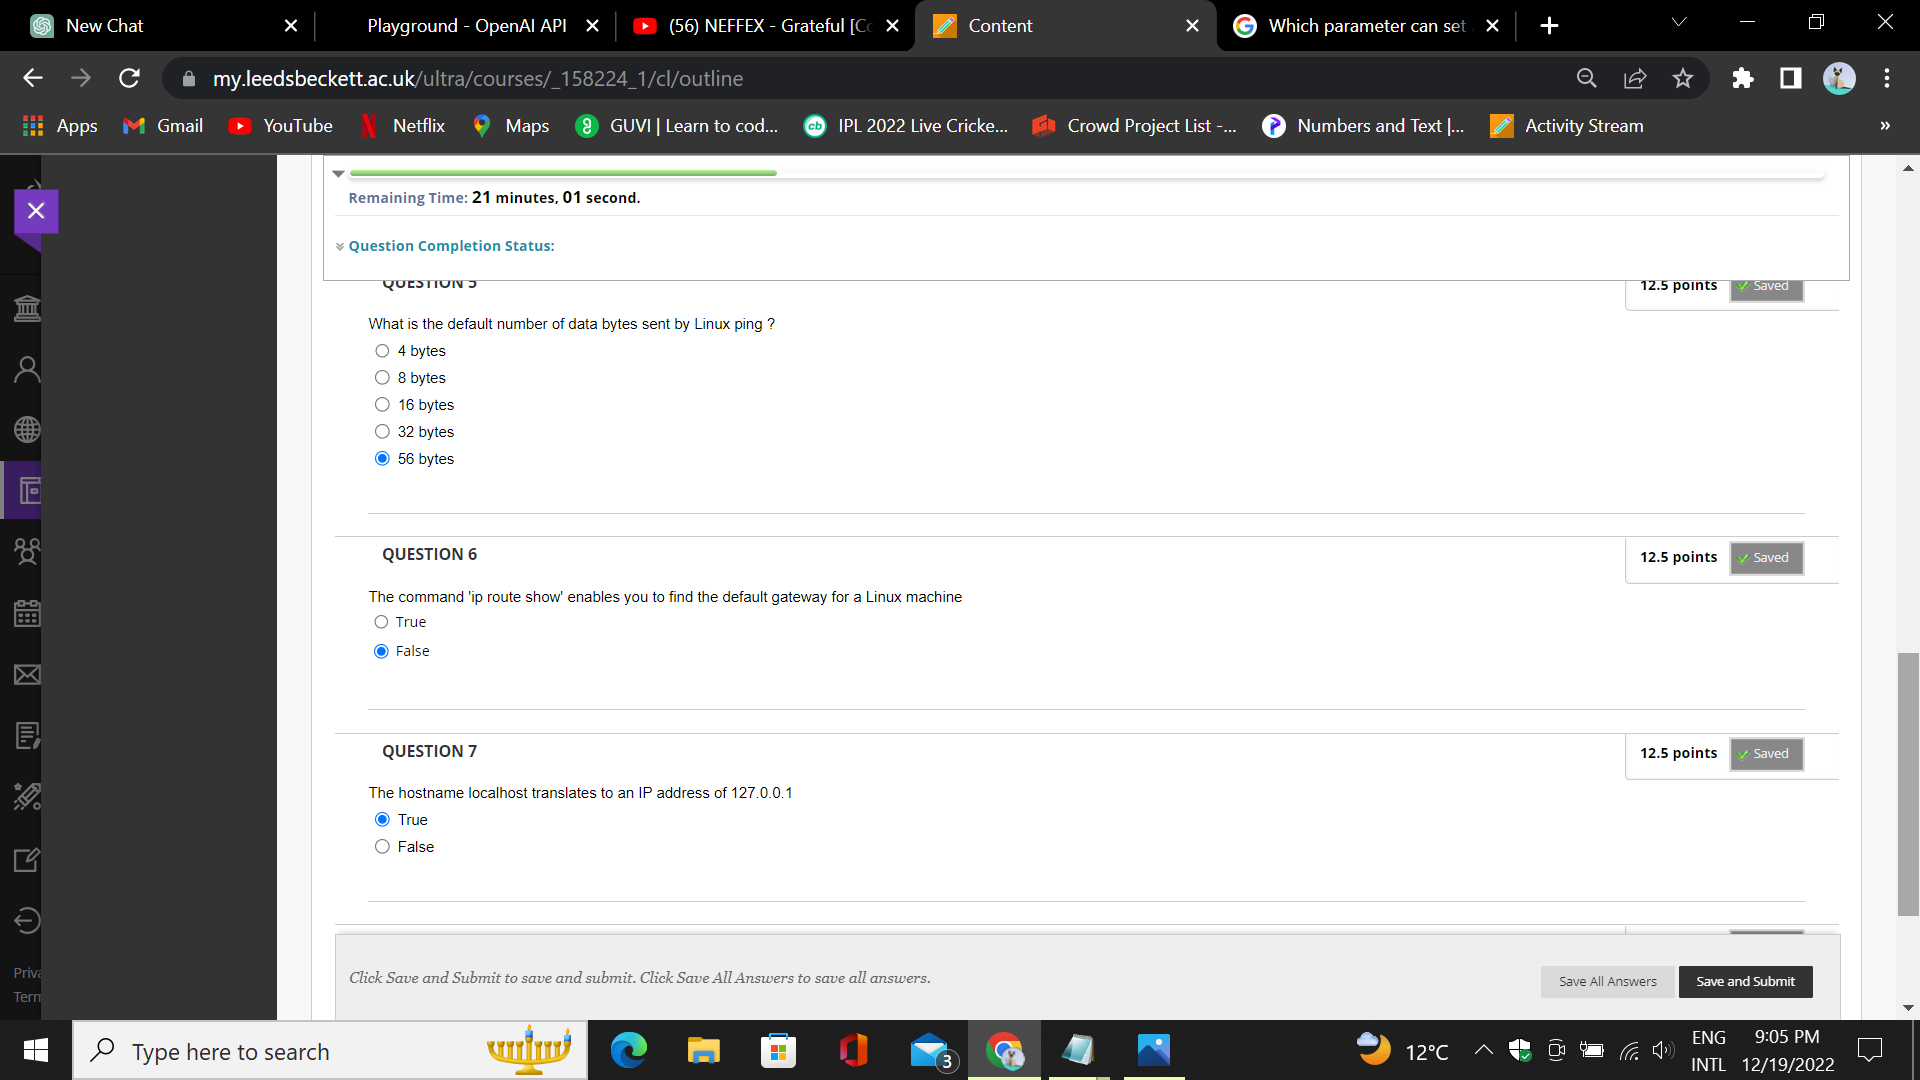 New Chat
Playground - OpenAI API
(56) NEFFEX - Grateful [Co
Content
Which parameter can set
my.leedsbeckett.ac.uk/ultra/courses/_158224_1/cl/outline
Apps
Gmail
YouTube
Netflix
Maps
GUVI | Learn to cod...
IPL 2022 Live Cricke...
Crowd Project List -...
Numbers and Text |...
Activity Stream
»
Remaining Time: 21 minutes, 01 second.
Question Completion Status:
QUESTION 5
12.5 points
Saved
What is the default number of data bytes sent by Linux ping ?
4 bytes
8 bytes
16 bytes
32 bytes
56 bytes
QUESTION 6
12.5 points
Saved
The command 'ip route show' enables you to find the default gateway for a Linux machine
True
False
QUESTION 7
12.5 points
Saved
The hostname localhost translates to an IP address of 127.0.0.1
True
False
Priva
Term
Click Save and Submit to save and submit. Click Save All Answers to save all answers.
Save All Answers
Save and Submit
Type here to search
3
12°C
ENG
INTL
9:05 PM
12/19/2022